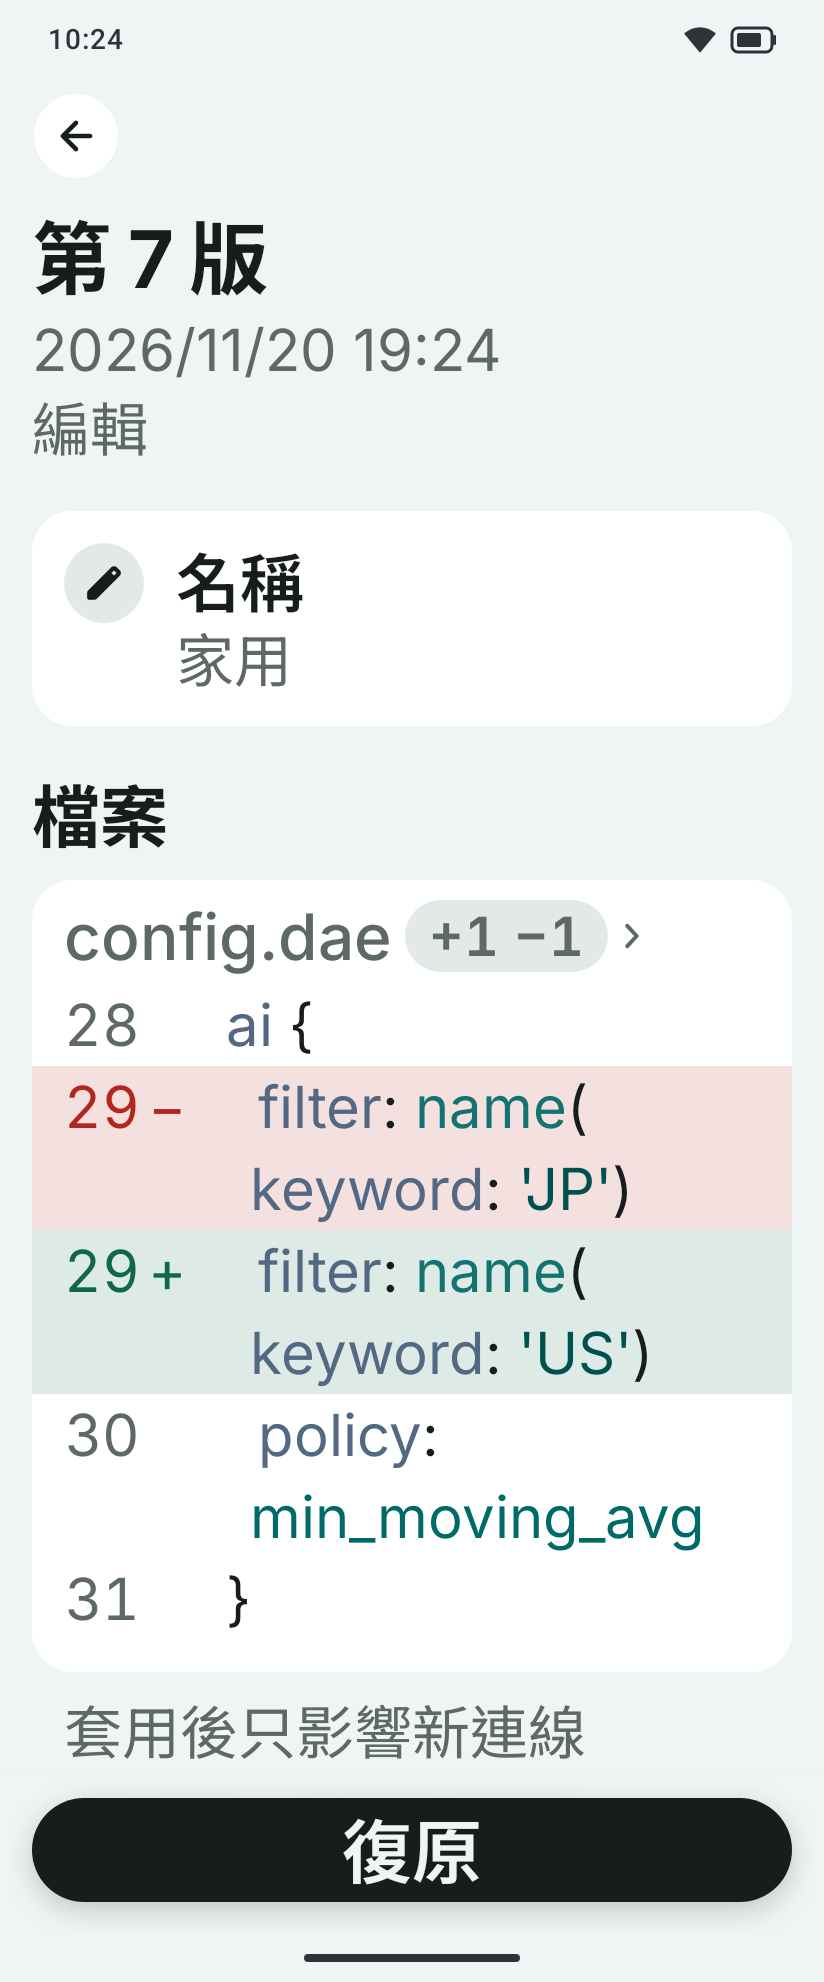 10:24
第 7 版
2026/11/20 19:24
編輯
名稱
家用
檔案
config.dae +1 −1
28 ai {
29 − filter: name(
keyword: 'JP')
29 + filter: name(
keyword: 'US')
30 policy:
min_moving_avg
31 }
套用後只影響新連線
復原